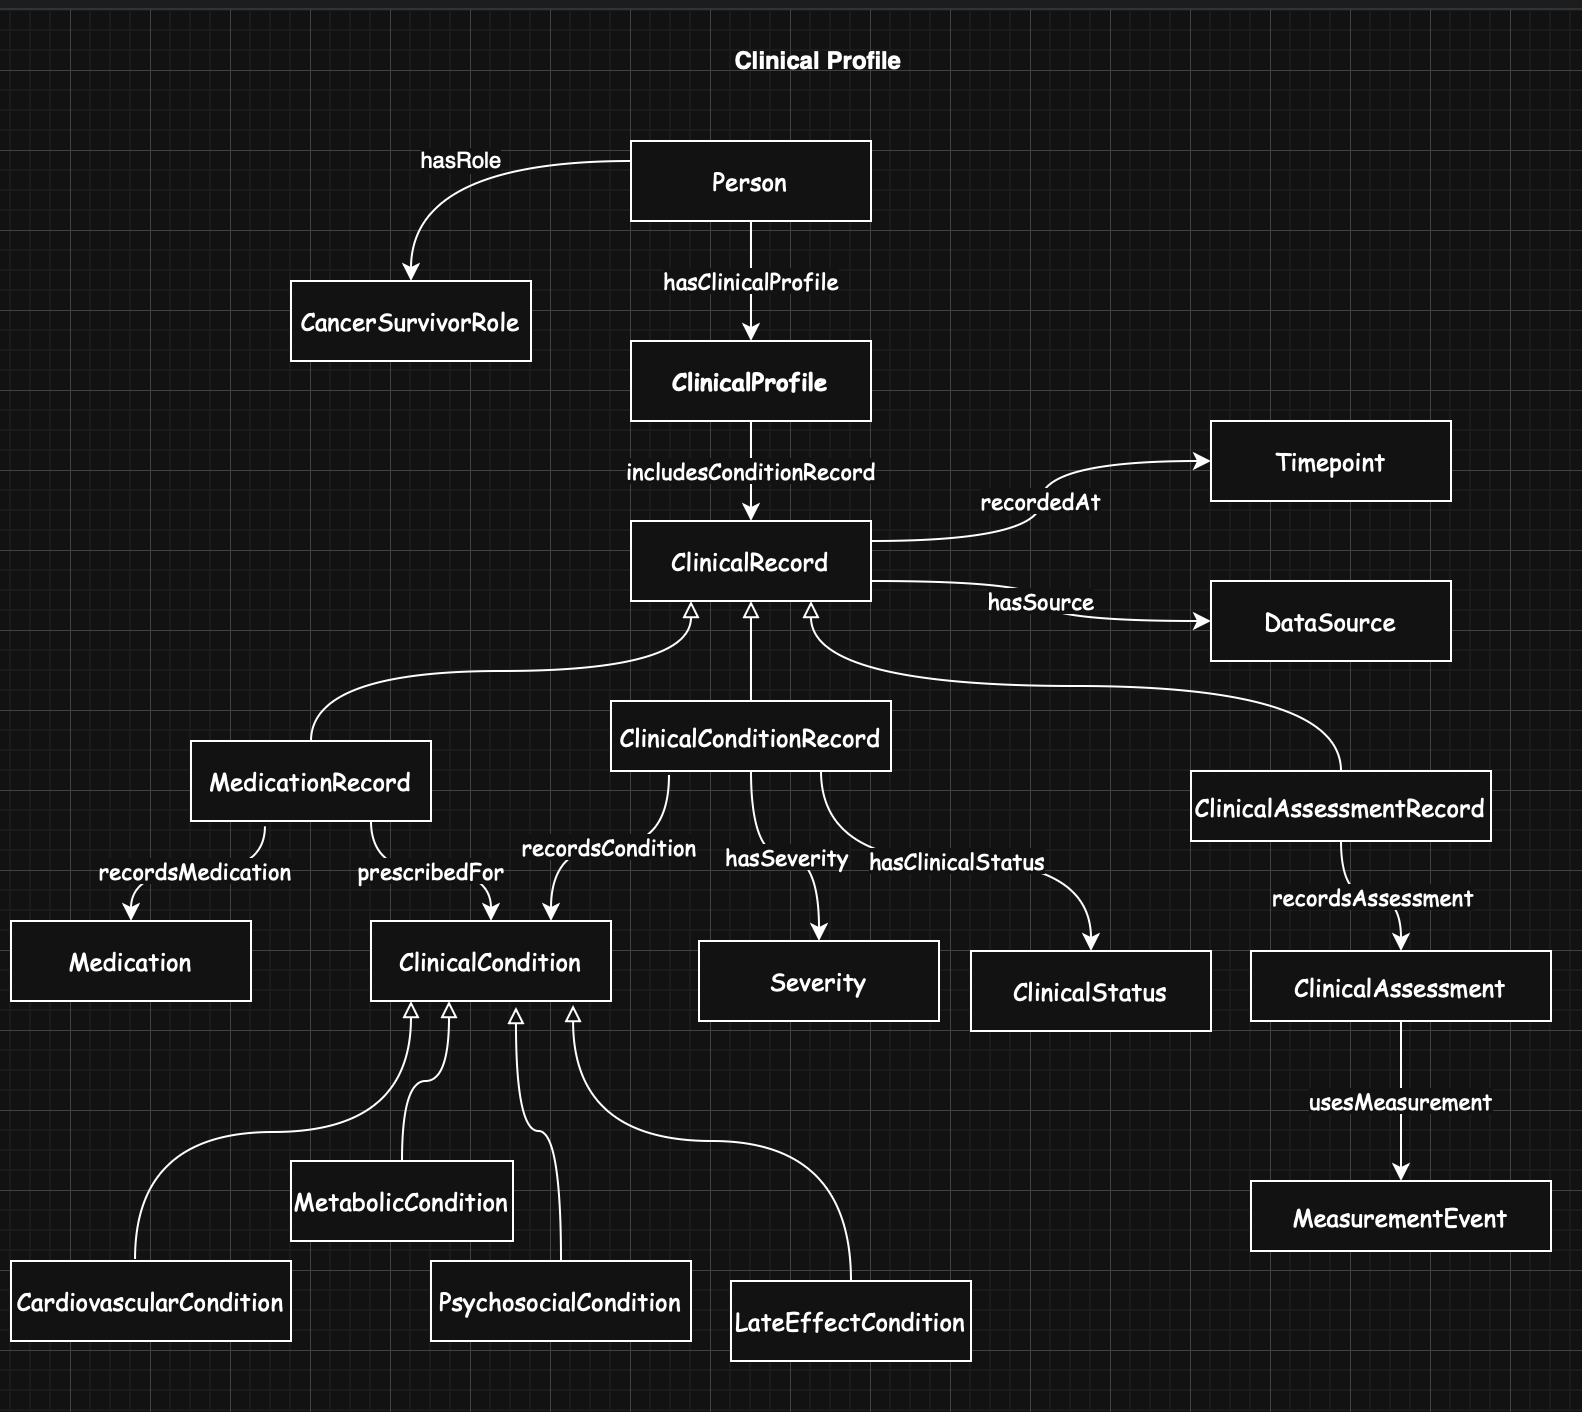 Clinical Profile
hasRole
Person
hasClinicalProfile
CancerSurvivorRole
ClinicalProfile
includesConditionRecord
Timepoint
recordedAt
ClinicalRecord
hasSource
DataSource
ClinicalConditionRecord
MedicationRecord
ClinicalAssessmentRecord
recordsCondition
hasSeverity
hasClinicalStatus
recordsMedication
prescribedFor
recordsAssessment
Medication
ClinicalCondition
Severity
ClinicalStatus
ClinicalAssessment
usesMeasurement
MetabolicCondition
MeasurementEvent
CardiovascularCondition
PsychosocialCondition
LateEffectCondition